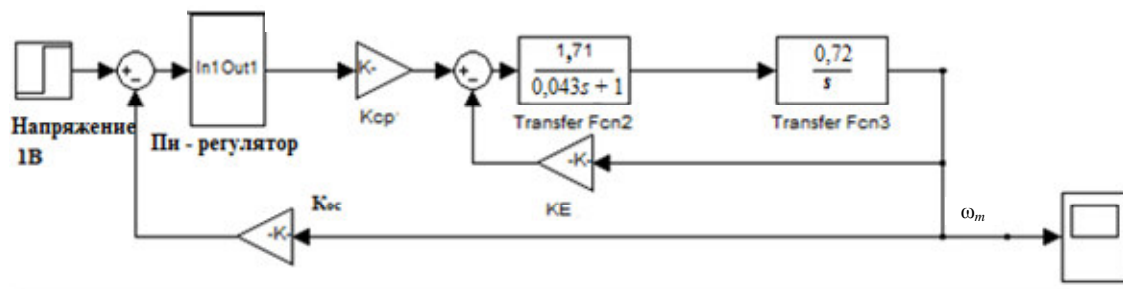 Напряжение
1В
In1Out1
Пи - регулятор
K-
Kcp'
1,71
0,043s + 1
Transfer Fcn2
0,72
s
Transfer Fcn3
-K-
KE
Кос
-K-
ωm